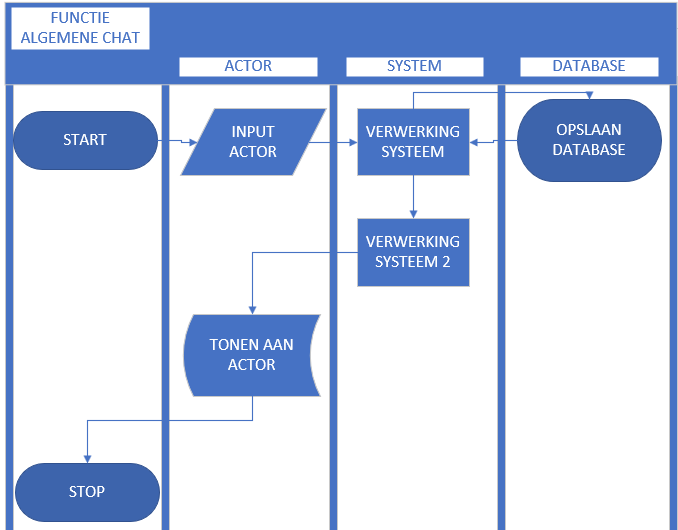 FUNCTIE
ALGEMENE CHAT
ACTOR
SYSTEM
DATABASE
START
INPUT
ACTOR
VERWERKING
SYSTEEM
OPSLAAN
DATABASE
VERWERKING
SYSTEEM 2
TONEN AAN
ACTOR
STOP